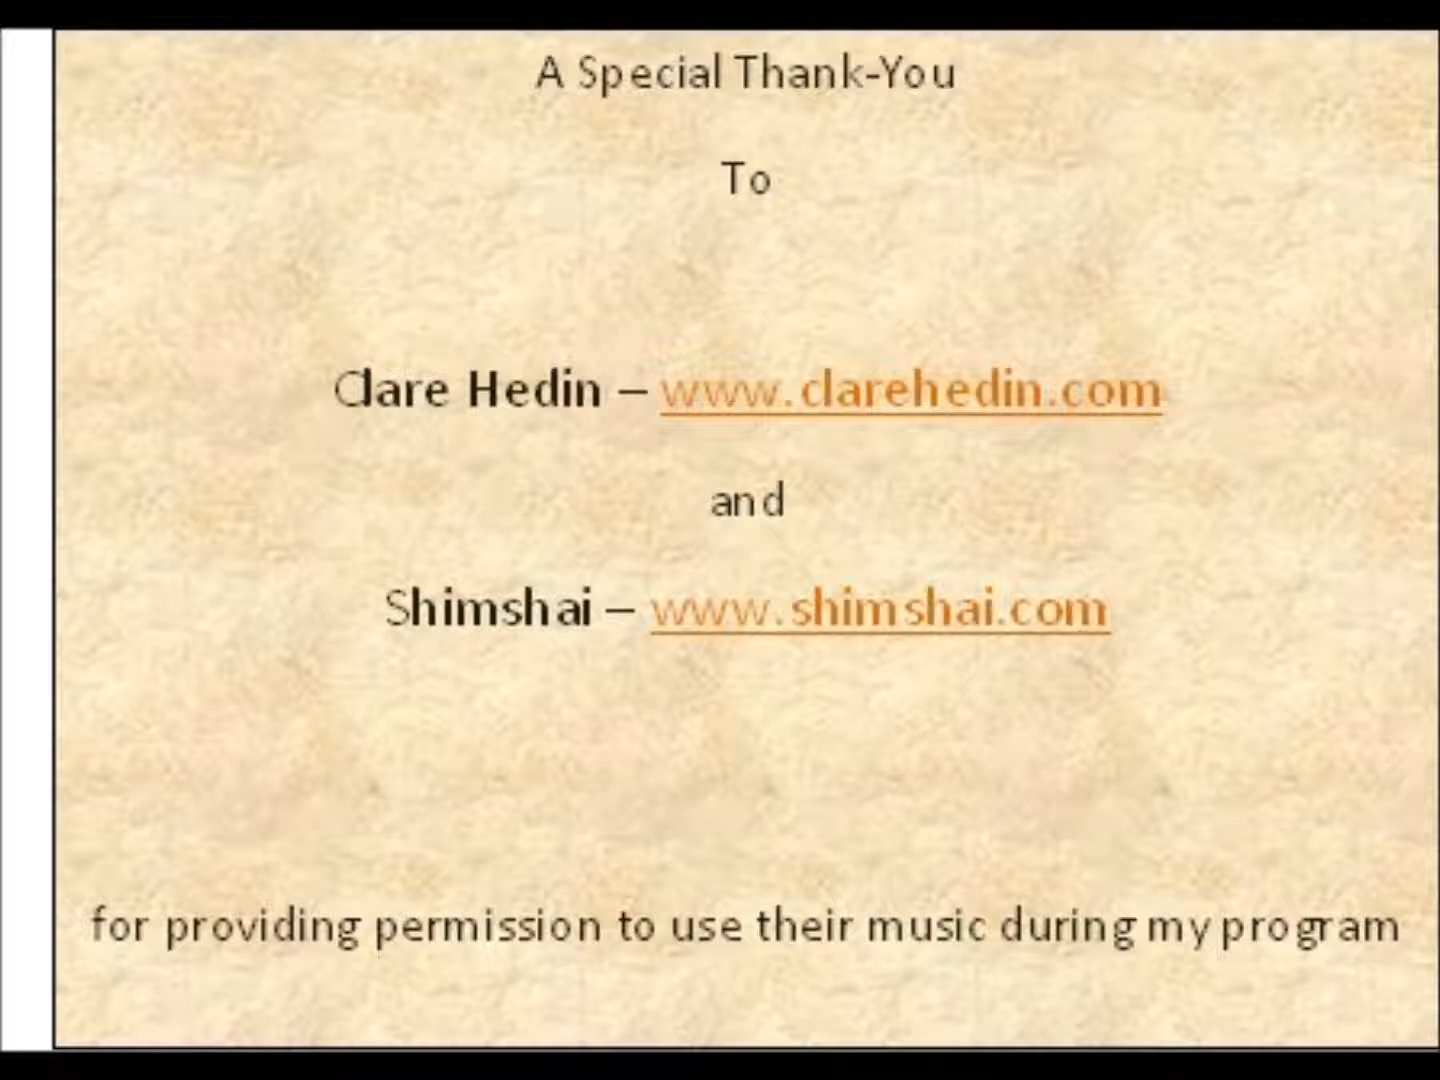 A Special Thank-You
To
Clare Hedin – www.clarehedin.com
and
Shimshai – www.shimshai.com
for providing permission to use their music during my program